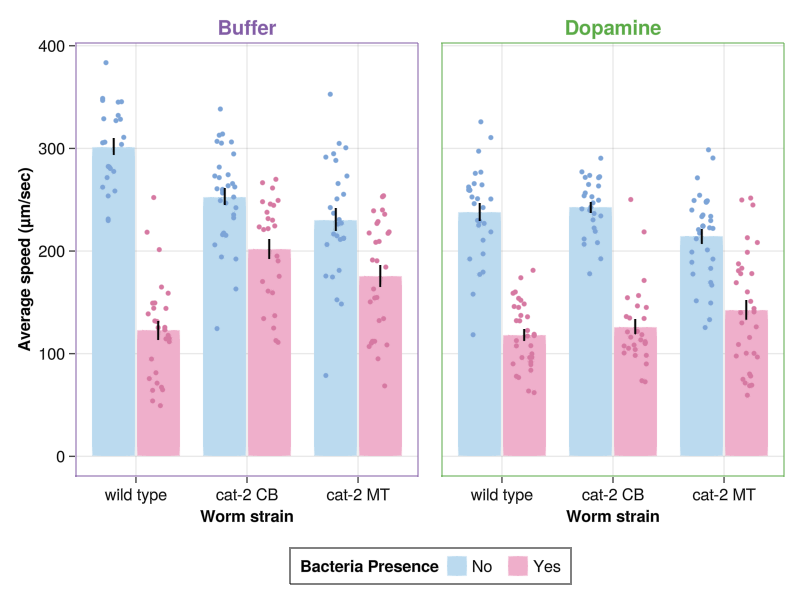 Buffer
Dopamine
Average speed (µm/sec)
400
300
200
100
0
wild type cat-2 CB cat-2 MT
wild type cat-2 CB cat-2 MT
Worm strain
Worm strain
Bacteria Presence No Yes